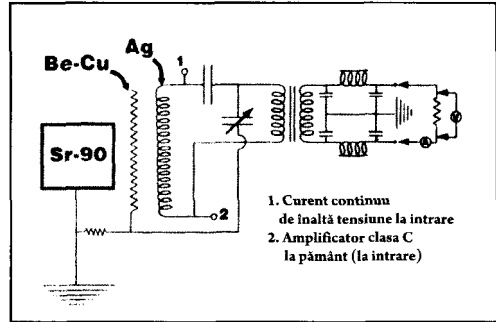 Be-Cu
Ag
1
Sr-90
2
A
V
1. Curent continuu
de înaltă tensiune la intrare
2. Amplificator clasa C
la pământ (la intrare)